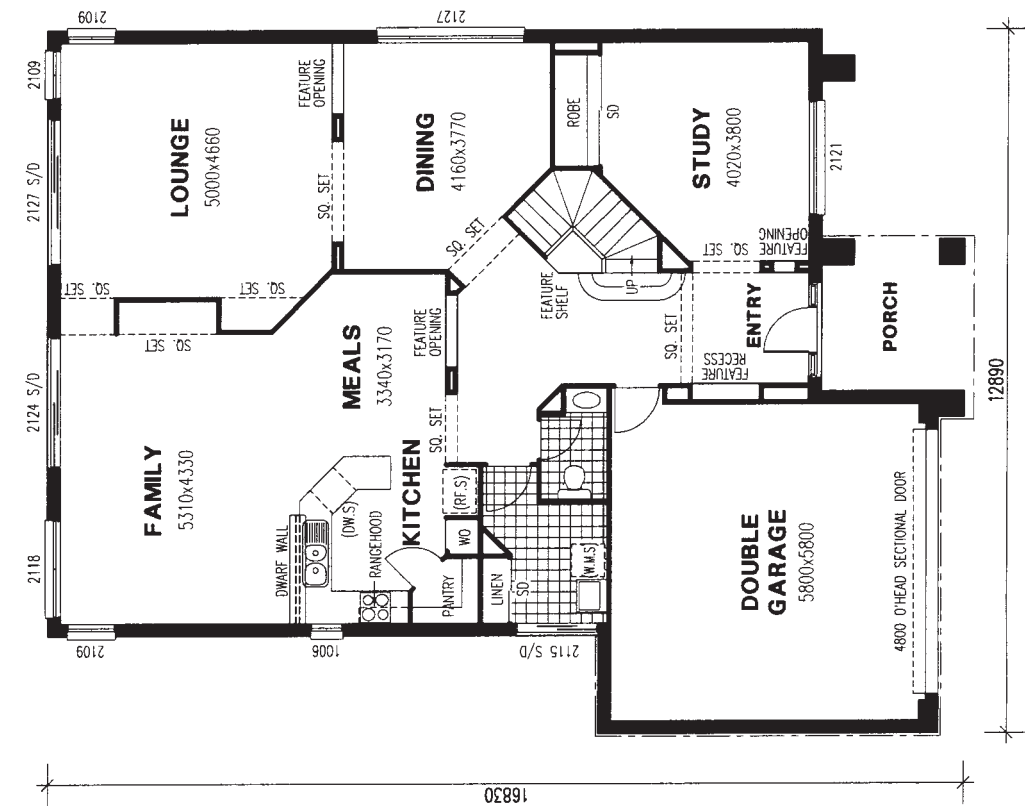 2109
2127
2109
2127 S/D
2124 S/D
2118
2109
1006
2115 S/D
2121
LOUNGE
5000x4660
FEATURE
OPENING
SQ. SET
DINING
4160x3770
ROBE
SD
STUDY
4020x3800
SQ. SET
SQ. SET
SQ. SET
SQ. SET
SQ. SET
FEATURE
OPENING
FEATURE
SHELF
UP
SQ. SET
ENTRY
FEATURE
RECESS
PORCH
MEALS
3340x3170
FEATURE
OPENING
SQ. SET
FAMILY
5310x4330
KITCHEN
(RF.S)
WO
(DW.S)
RANGEHOOD
DWARF WALL
PANTRY
LINEN
SD
(W.M.S)
DOUBLE
GARAGE
5800x5800
4800 O'HEAD SECTIONAL DOOR
12890
16830